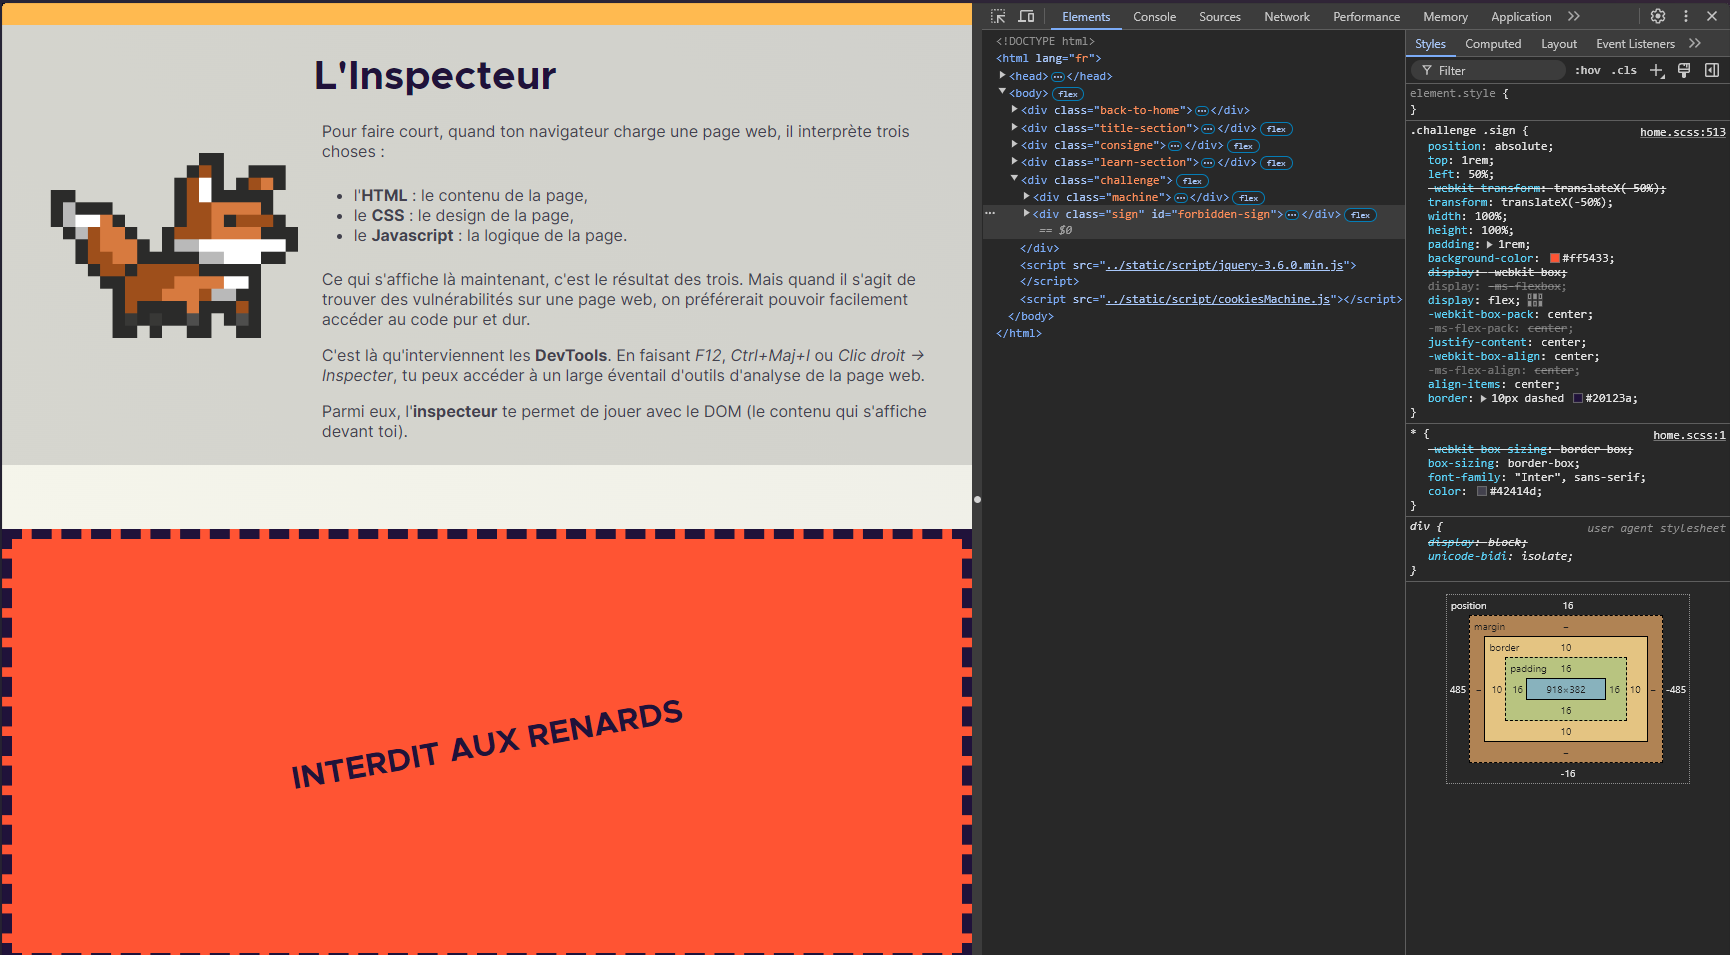 L'Inspecteur
Pour faire court, quand ton navigateur charge une page web, il interprète trois
choses :
• l'HTML : le contenu de la page,
• le CSS : le design de la page,
• le Javascript : la logique de la page.
Ce qui s'affiche là maintenant, c'est le résultat des trois. Mais quand il s'agit de
trouver des vulnérabilités sur une page web, on préférerait pouvoir facilement
accéder au code pur et dur.
C'est là qu'interviennent les DevTools. En faisant F12, Ctrl+Maj+I ou Clic droit →
Inspecter, tu peux accéder à un large éventail d'outils d'analyse de la page web.
Parmi eux, l'inspecteur te permet de jouer avec le DOM (le contenu qui s'affiche
devant toi).
INTERDIT AUX RENARDS
Elements Console Sources Network Performance Memory Application
<!DOCTYPE html>
<html lang="fr">
<head>…</head>
<body> flex
<div class="back-to-home">…</div>
<div class="title-section">…</div> flex
<div class="consigne">…</div> flex
<div class="learn-section">…</div> flex
<div class="challenge"> flex
<div class="machine">…</div> flex
… <div class="sign" id="forbidden-sign">…</div> flex
== $0
</div>
<script src="../static/script/jquery-3.6.0.min.js">
</script>
<script src="../static/script/cookiesMachine.js"></script>
</body>
</html>
Styles Computed Layout Event Listeners
Filter :hov .cls
element.style {
}
.challenge .sign { home.scss:513
position: absolute;
top: 1rem;
left: 50%;
-webkit-transform: translateX(-50%);
transform: translateX(-50%);
width: 100%;
height: 100%;
padding: 1rem;
background-color: #ff5433;
display: -webkit-box;
display: -ms-flexbox;
display: flex;
-webkit-box-pack: center;
-ms-flex-pack: center;
justify-content: center;
-webkit-box-align: center;
-ms-flex-align: center;
align-items: center;
border: 10px dashed #20123a;
}
* { home.scss:1
-webkit-box-sizing: border-box;
box-sizing: border-box;
font-family: "Inter", sans-serif;
color: #42414d;
}
div { user agent stylesheet
display: block;
unicode-bidi: isolate;
}
position 16
margin –
border 10
padding 16
485 – 10 16 918×382 16 10 – -485
16
10
–
-16